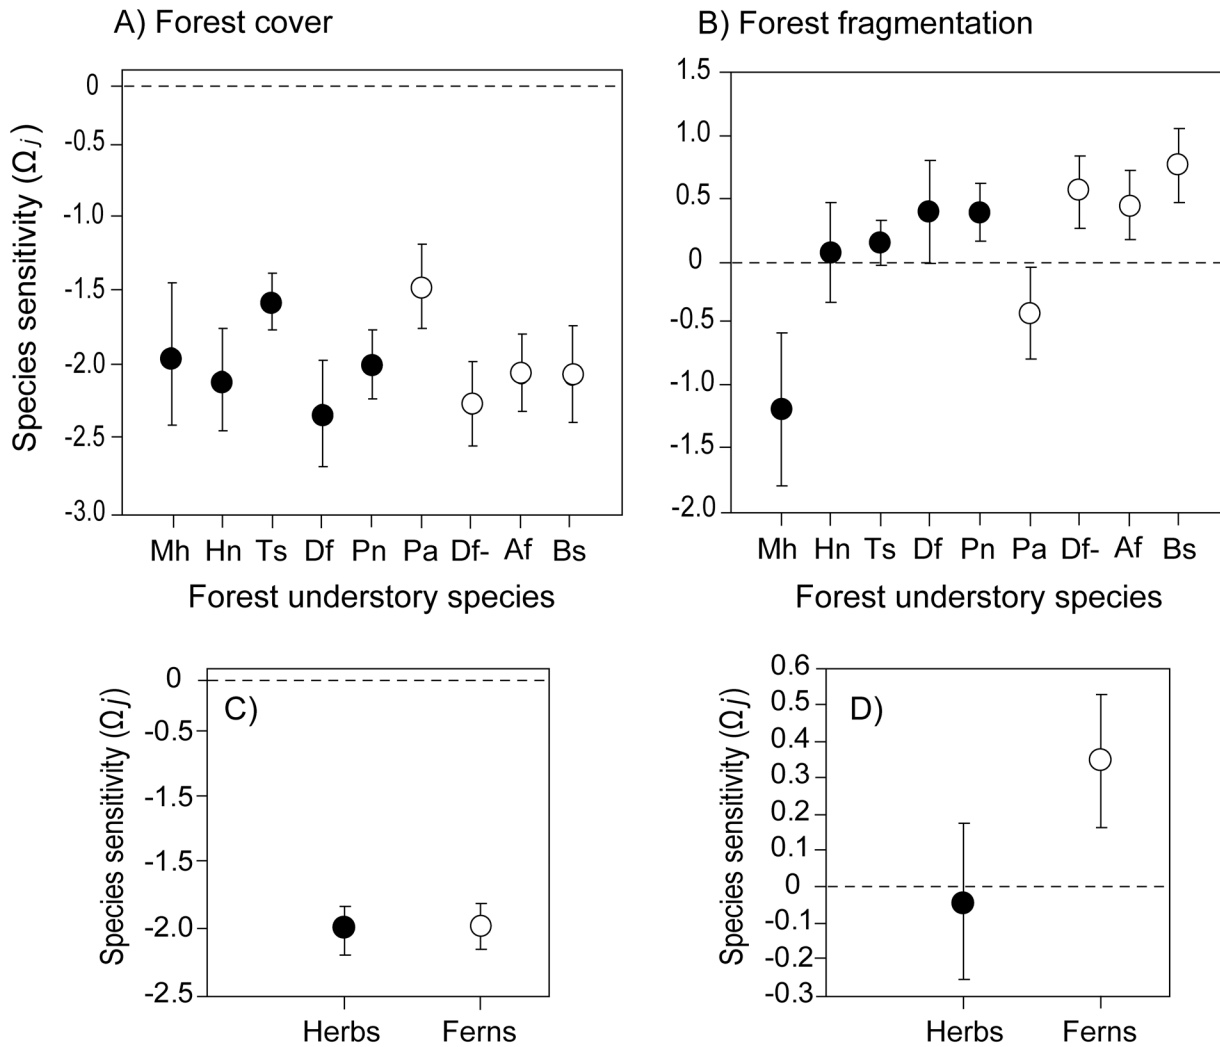 A) Forest cover
Species sensitivity (Ωj)
0
-0.5
-1.0
-1.5
-2.0
-2.5
-3.0
Mh Hn Ts Df Pn Pa Df- Af Bs
Forest understory species
B) Forest fragmentation
1.5
1.0
0.5
0
-0.5
-1.0
-1.5
-2.0
Mh Hn Ts Df Pn Pa Df- Af Bs
Forest understory species
C)
Species sensitivity (Ωj)
0
-0.5
-1.5
-1.5
-2.0
-2.5
Herbs Ferns
D)
Species sensitivity (Ωj)
0.6
0.5
0.4
0.3
0.2
0.1
0
-0.1
-0.2
-0.3
Herbs Ferns